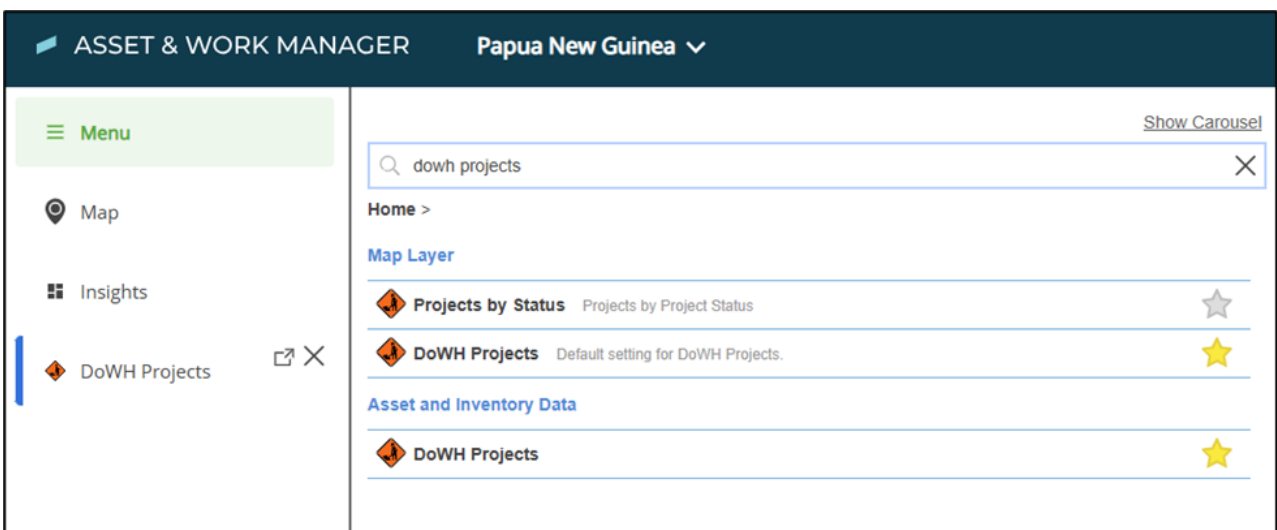 ASSET & WORK MANAGER Papua New Guinea
Menu
Map
Insights
DoWH Projects
Show Carousel
dowh projects
Home >
Map Layer
Projects by Status Projects by Project Status
DoWH Projects Default setting for DoWH Projects.
Asset and Inventory Data
DoWH Projects